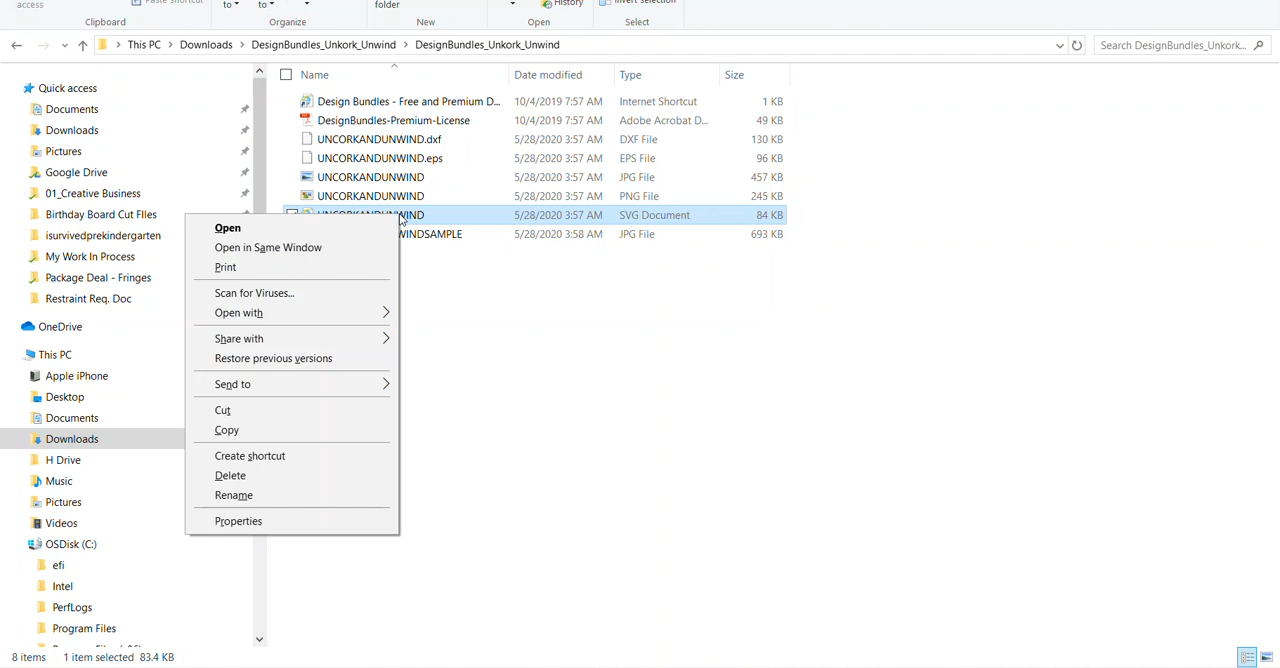 access
Paste shortcut
to
to
folder
History
Invert selection
Clipboard
Organize
New
Open
Select
This PC > Downloads > DesignBundles_Unkork_Unwind > DesignBundles_Unkork_Unwind
Search DesignBundles_Unkork...
Name Date modified Type Size
Design Bundles - Free and Premium D... 10/4/2019 7:57 AM Internet Shortcut 1 KB
DesignBundles-Premium-License 10/4/2019 7:57 AM Adobe Acrobat D... 49 KB
UNCORKANDUNWIND.dxf 5/28/2020 3:57 AM DXF File 130 KB
UNCORKANDUNWIND.eps 5/28/2020 3:57 AM EPS File 96 KB
UNCORKANDUNWIND 5/28/2020 3:57 AM JPG File 457 KB
UNCORKANDUNWIND 5/28/2020 3:57 AM PNG File 245 KB
UNCORKANDUNWIND 5/28/2020 3:57 AM SVG Document 84 KB
WINDSAMPLE 5/28/2020 3:58 AM JPG File 693 KB
Quick access
Documents
Downloads
Pictures
Google Drive
01_Creative Business
Birthday Board Cut FIles
isurvivedprekindergarten
My Work In Process
Package Deal - Fringes
Restraint Req. Doc
OneDrive
This PC
Apple iPhone
Desktop
Documents
Downloads
H Drive
Music
Pictures
Videos
OSDisk (C:)
efi
Intel
PerfLogs
Program Files
Open
Open in Same Window
Print
Scan for Viruses...
Open with
Share with
Restore previous versions
Send to
Cut
Copy
Create shortcut
Delete
Rename
Properties
8 items 1 item selected 83.4 KB